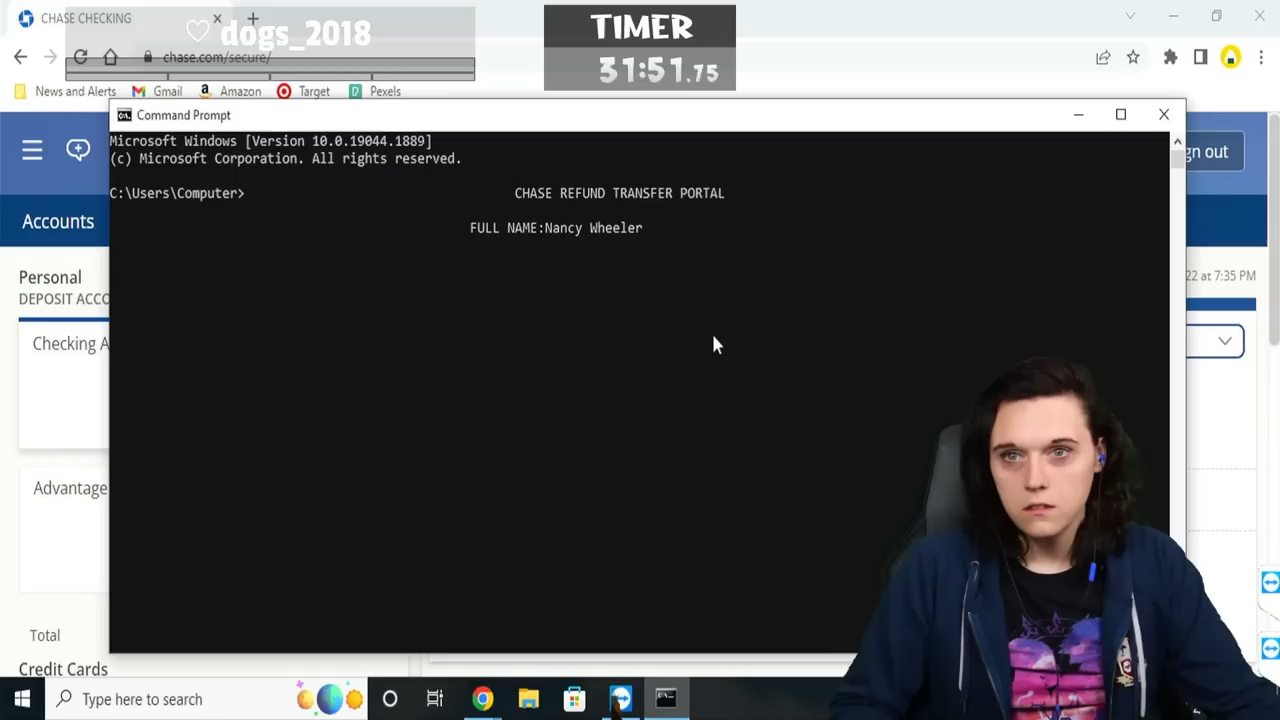 CHASE CHECKING
♡ dogs_2018
TIMER
31:51.75
chase.com/secure/
News and Alerts
Gmail
Amazon
Target
Pexels
Command Prompt
Microsoft Windows [Version 10.0.19044.1889]
(c) Microsoft Corporation. All rights reserved.
gn out
C:\Users\Computer> CHASE REFUND TRANSFER PORTAL
Accounts
FULL NAME:Nancy Wheeler
Personal
22 at 7:35 PM
DEPOSIT ACCO
Checking A
Advantage
Total
Credit Cards
Type here to search